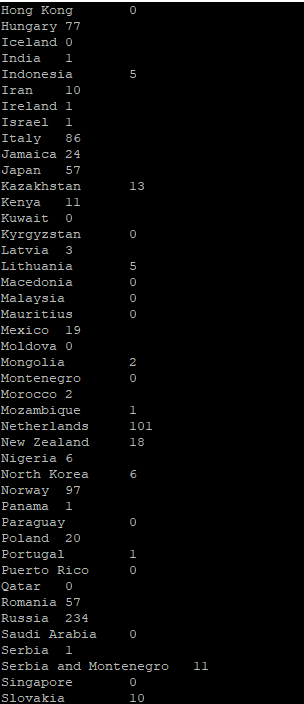 Hong Kong 0
Hungary 77
Iceland 0
India 1
Indonesia 5
Iran 10
Ireland 1
Israel 1
Italy 86
Jamaica 24
Japan 57
Kazakhstan 13
Kenya 11
Kuwait 0
Kyrgyzstan 0
Latvia 3
Lithuania 5
Macedonia 0
Malaysia 0
Mauritius 0
Mexico 19
Moldova 0
Mongolia 2
Montenegro 0
Morocco 2
Mozambique 1
Netherlands 101
New Zealand 18
Nigeria 6
North Korea 6
Norway 97
Panama 1
Paraguay 0
Poland 20
Portugal 1
Puerto Rico 0
Qatar 0
Romania 57
Russia 234
Saudi Arabia 0
Serbia 1
Serbia and Montenegro 11
Singapore 0
Slovakia 10